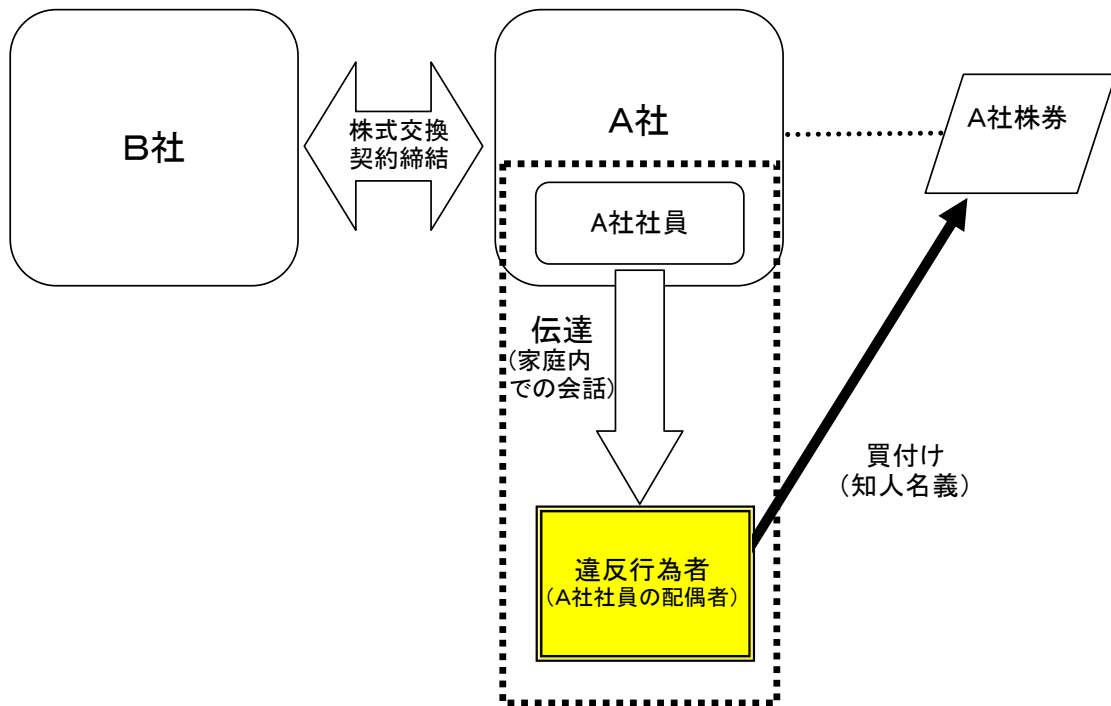 B社
株式交換
契約締結
A社
A社株券
A社社員
伝達
(家庭内
での会話)
買付け
(知人名義)
違反行為者
(A社社員の配偶者)